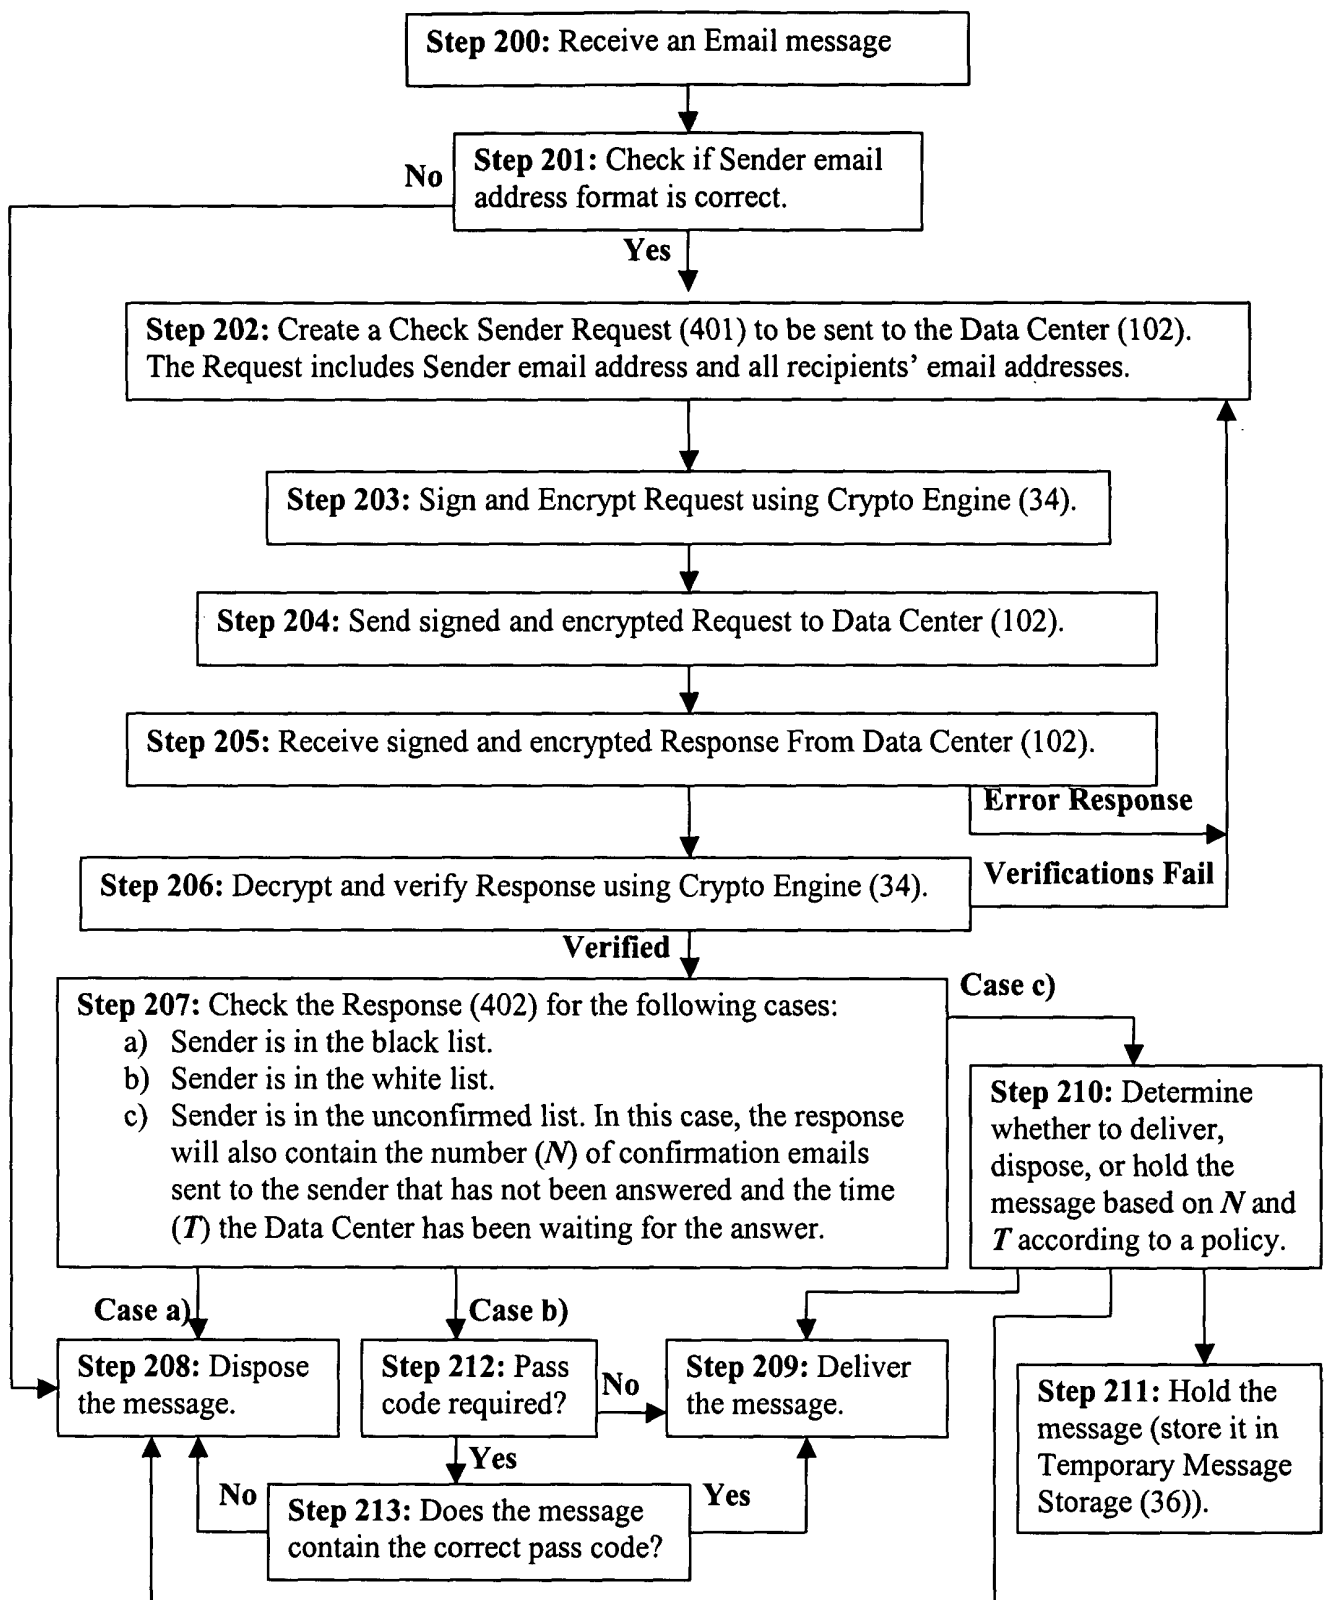 Step 200: Receive an Email message
Step 201: Check if Sender email
address format is correct.
No
Yes
Step 202: Create a Check Sender Request (401) to be sent to the Data Center (102).
The Request includes Sender email address and all recipients' email addresses.
Step 203: Sign and Encrypt Request using Crypto Engine (34).
Step 204: Send signed and encrypted Request to Data Center (102).
Step 205: Receive signed and encrypted Response From Data Center (102).
Error Response
Step 206: Decrypt and verify Response using Crypto Engine (34).
Verifications Fail
Verified
Step 207: Check the Response (402) for the following cases:
a) Sender is in the black list.
b) Sender is in the white list.
c) Sender is in the unconfirmed list. In this case, the response
will also contain the number (N) of confirmation emails
sent to the sender that has not been answered and the time
(T) the Data Center has been waiting for the answer.
Case c)
Step 210: Determine
whether to deliver,
dispose, or hold the
message based on N and
T according to a policy.
Case a)
Case b)
Step 208: Dispose
the message.
Step 212: Pass
code required?
No
Step 209: Deliver
the message.
Step 211: Hold the
message (store it in
Temporary Message
Storage (36)).
Yes
No
Step 213: Does the message
contain the correct pass code?
Yes